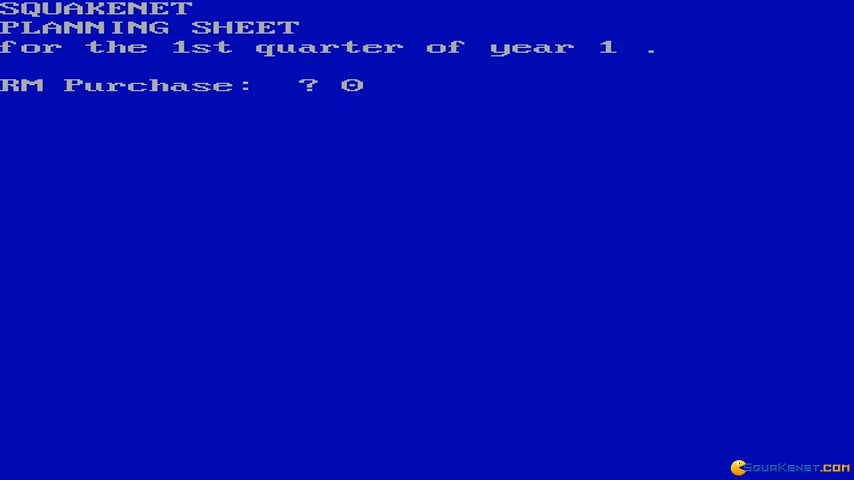 SQUAKENET
PLANNING SHEET
for the 1st quarter of year 1 .
RM Purchase: ? 0
SquaKenet.com